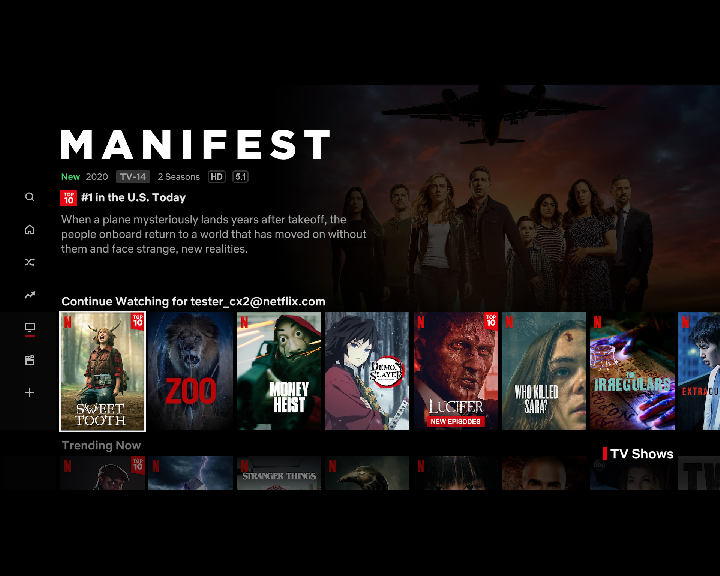 MANIFEST
New 2020 TV-14 2 Seasons HD 5.1
TOP 10 #1 in the U.S. Today
When a plane mysteriously lands years after takeoff, the
people onboard return to a world that has moved on without
them and face strange, new realities.
Continue Watching for tester_cx2@netflix.com
N TOP 10 SWEET TOOTH
ZOO
N MONEY HEIST
DEMON SLAYER
N TOP 10 LUCIFER NEW EPISODES
N WHO KILLED SARA?
N THE IRREGULARS
N EXTRACU
Trending Now
TV Shows
N TOP 10
N
N STRANGER THINGS
N
N